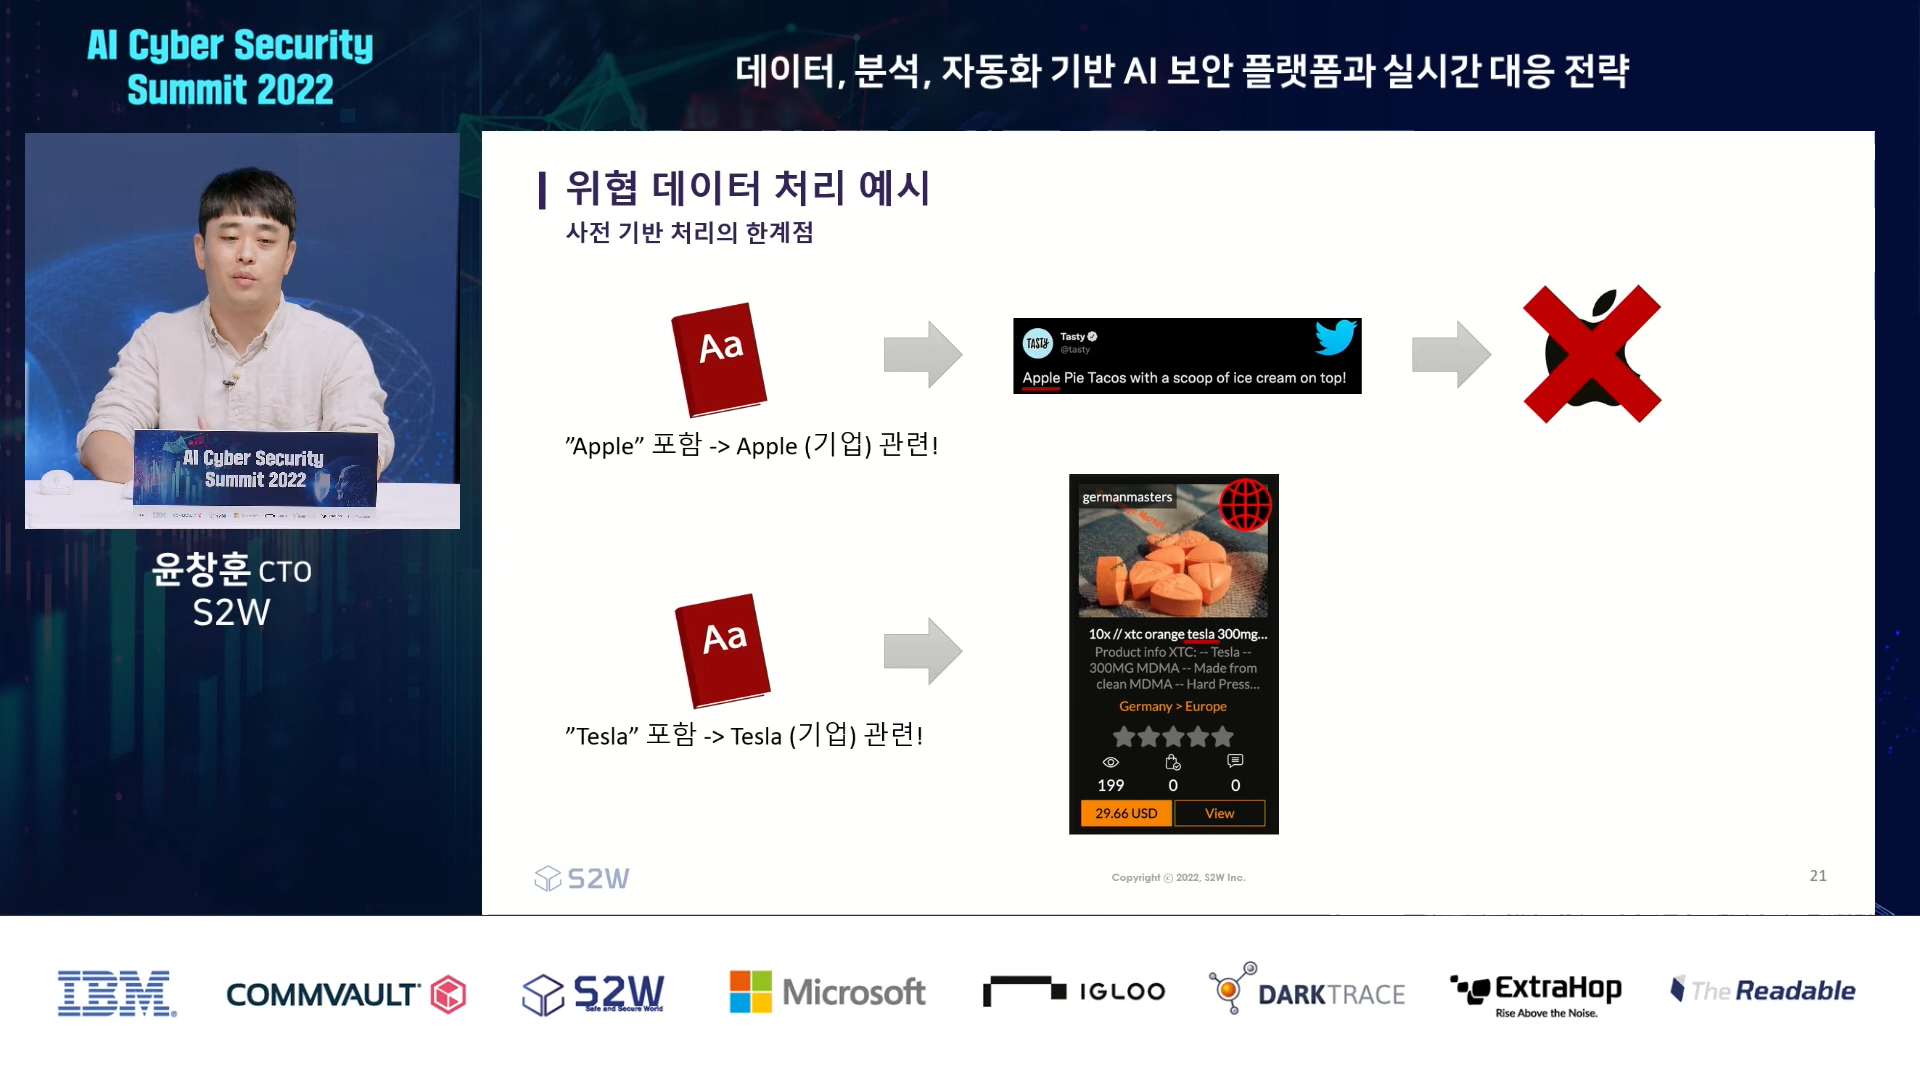 AI Cyber Security
Summit 2022
데이터, 분석, 자동화 기반 AI 보안 플랫폼과 실시간 대응 전략
AI Cyber Security
Summit 2022
윤창훈 CTO
S2W
위협 데이터 처리 예시
사전 기반 처리의 한계점
Aa
TASTY
Tasty
@tasty
Apple Pie Tacos with a scoop of ice cream on top!
”Apple” 포함 -> Apple (기업) 관련!
Aa
”Tesla” 포함 -> Tesla (기업) 관련!
germanmasters
10x // xtc orange tesla 300mg...
Product info XTC: -- Tesla --
300MG MDMA -- Made from
clean MDMA -- Hard Press...
Germany > Europe
199 0 0
29.66 USD View
S2W
Copyright ⓒ 2022, S2W Inc.
21
IBM
COMMVAULT
S2W
Safe and Secure World
Microsoft
IGLOO
DARKTRACE
ExtraHop
Rise Above the Noise.
The Readable